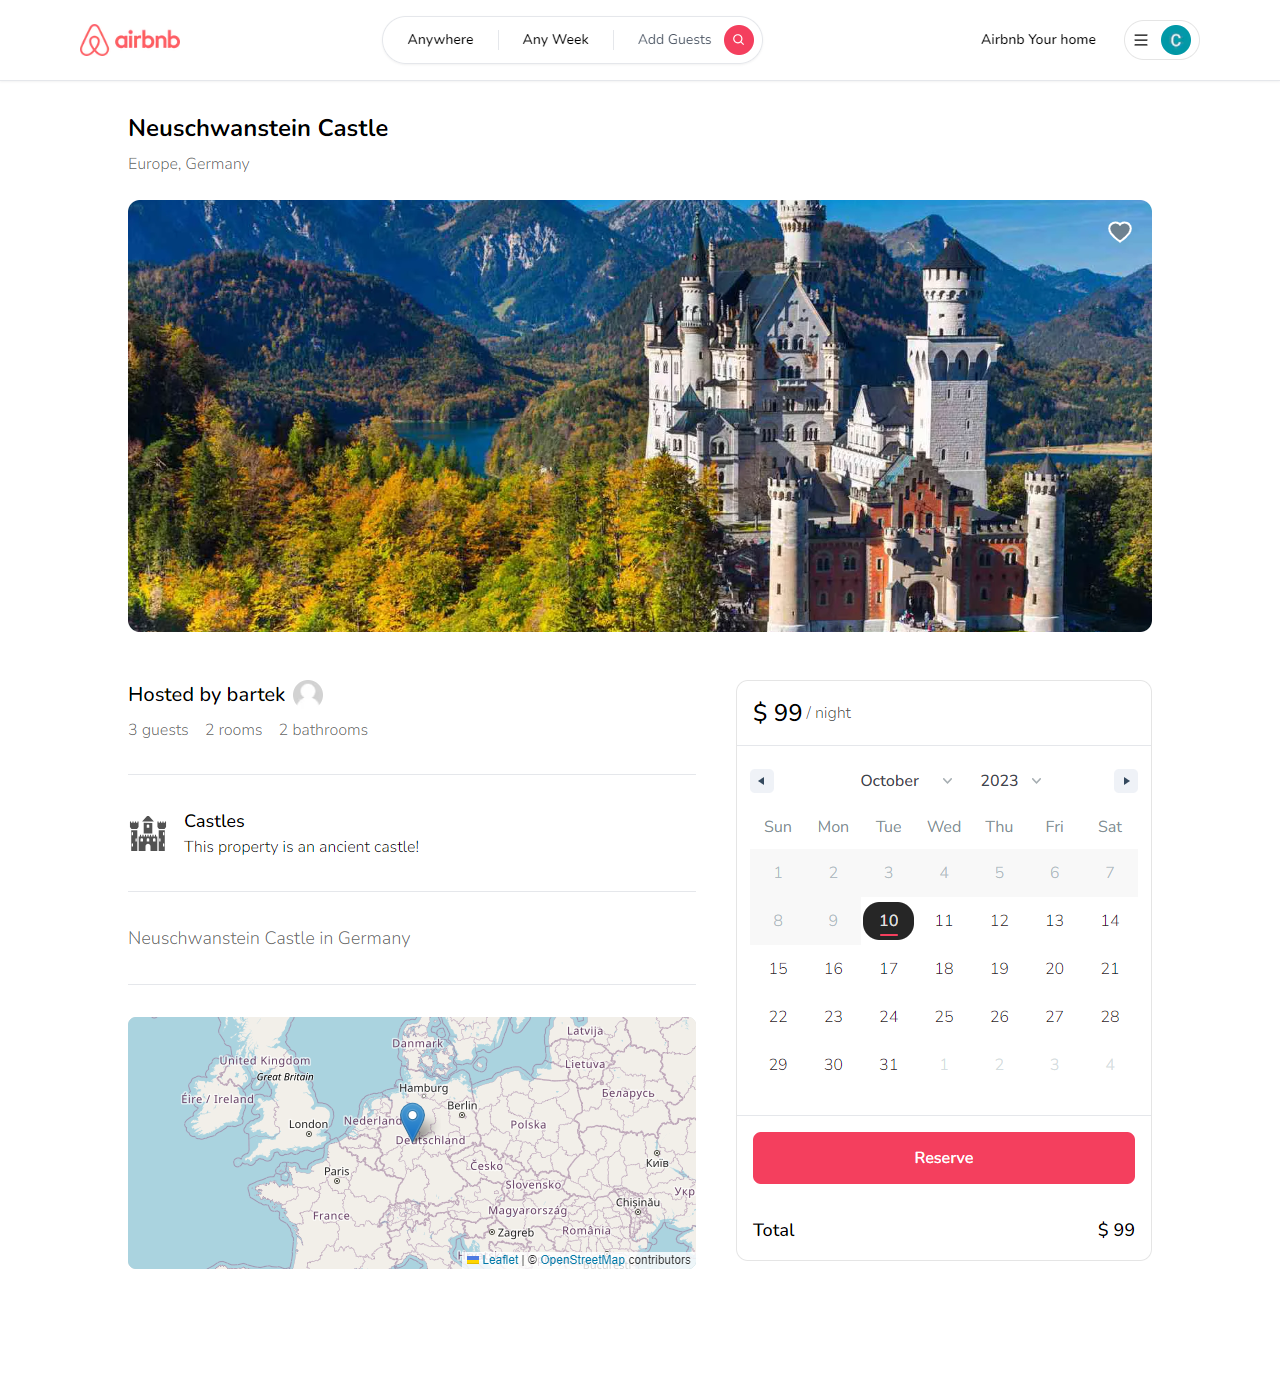 airbnb
Anywhere Any Week Add Guests
Airbnb Your home
C
Neuschwanstein Castle
Europe, Germany
Hosted by bartek
3 guests 2 rooms 2 bathrooms
Castles
This property is an ancient castle!
Neuschwanstein Castle in Germany
Latvija
Danmark
United Kingdom
Lietuva
Great Britain
Hamburg
Éire / Ireland
Беларусь
Berlin
London
Nederland
Polska
Deutschland
Paris
Česko
Київ
Slovensko
Укр
Chișinău
Magyarország
France
România
Zagreb
Leaflet | © OpenStreetMap contributors
$ 99 / night
October 2023
Sun Mon Tue Wed Thu Fri Sat
1 2 3 4 5 6 7
8 9 10 11 12 13 14
15 16 17 18 19 20 21
22 23 24 25 26 27 28
29 30 31 1 2 3 4
Reserve
Total $ 99